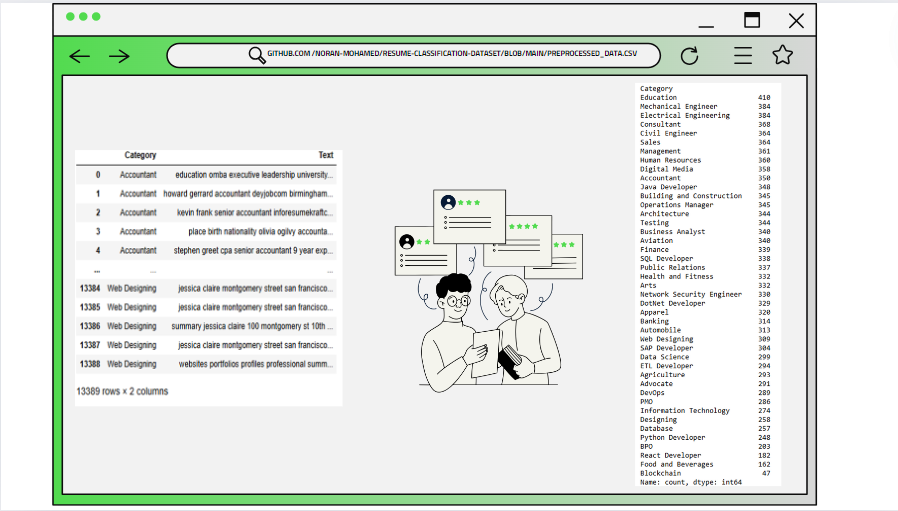 GITHUB.COM /NORAN-MOHAMED/RESUME-CLASSIFICATION-DATASET/BLOB/MAIN/PREPROCESSED_DATA.CSV
Category Text
0 Accountant education omba executive leadership university...
1 Accountant howard gerrard accountant deyjobcom birmingham...
2 Accountant kevin frank senior accountant inforesumekraftc...
3 Accountant place birth nationality olivia ogilvy accounta...
4 Accountant stephen greet cpa senior accountant 9 year exp...
... ... ...
13384 Web Designing jessica claire montgomery street san francisco...
13385 Web Designing jessica claire montgomery street san francisco...
13386 Web Designing summary jessica claire 100 montgomery st 10th ...
13387 Web Designing jessica claire montgomery street san francisco...
13388 Web Designing websites portfolios profiles professional summ...
13389 rows × 2 columns
Category
Education 410
Mechanical Engineer 384
Electrical Engineering 384
Consultant 368
Civil Engineer 364
Sales 364
Management 361
Human Resources 360
Digital Media 358
Accountant 350
Java Developer 348
Building and Construction 345
Operations Manager 345
Architecture 344
Testing 344
Business Analyst 340
Aviation 340
Finance 339
SQL Developer 338
Public Relations 337
Health and Fitness 332
Arts 332
Network Security Engineer 330
DotNet Developer 329
Apparel 320
Banking 314
Automobile 313
Web Designing 309
SAP Developer 304
Data Science 299
ETL Developer 294
Agriculture 293
Advocate 291
DevOps 289
PMO 286
Information Technology 274
Designing 258
Database 257
Python Developer 248
BPO 203
React Developer 182
Food and Beverages 162
Blockchain 47
Name: count, dtype: int64